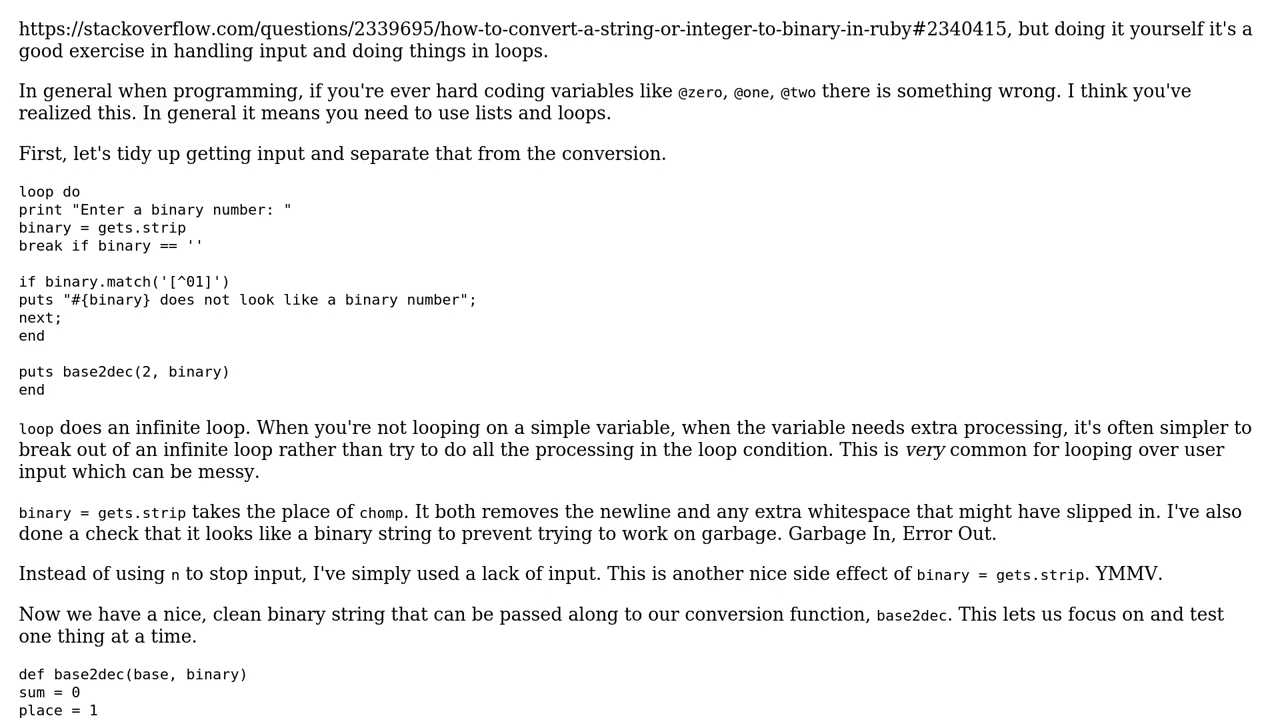 https://stackoverflow.com/questions/2339695/how-to-convert-a-string-or-integer-to-binary-in-ruby#2340415, but doing it yourself it's a
good exercise in handling input and doing things in loops.
In general when programming, if you're ever hard coding variables like @zero, @one, @two there is something wrong. I think you've
realized this. In general it means you need to use lists and loops.
First, let's tidy up getting input and separate that from the conversion.
loop do
print "Enter a binary number: "
binary = gets.strip
break if binary == ''
if binary.match('[^01]')
puts "#{binary} does not look like a binary number";
next;
end
puts base2dec(2, binary)
end
loop does an infinite loop. When you're not looping on a simple variable, when the variable needs extra processing, it's often simpler to
break out of an infinite loop rather than try to do all the processing in the loop condition. This is very common for looping over user
input which can be messy.
binary = gets.strip takes the place of chomp. It both removes the newline and any extra whitespace that might have slipped in. I've also
done a check that it looks like a binary string to prevent trying to work on garbage. Garbage In, Error Out.
Instead of using n to stop input, I've simply used a lack of input. This is another nice side effect of binary = gets.strip. YMMV.
Now we have a nice, clean binary string that can be passed along to our conversion function, base2dec. This lets us focus on and test
one thing at a time.
def base2dec(base, binary)
sum = 0
place = 1